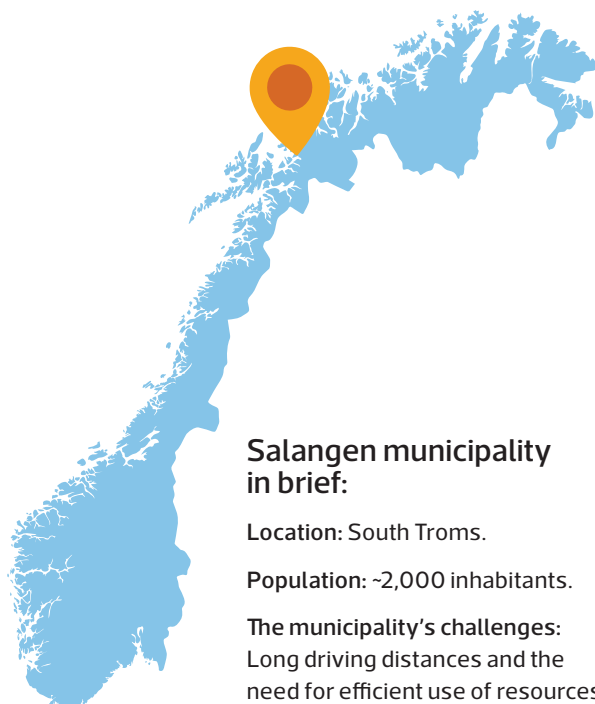 Salangen municipality
in brief:
Location: South Troms.
Population: ~2,000 inhabitants.
The municipality's challenges:
Long driving distances and the
need for efficient use of resources